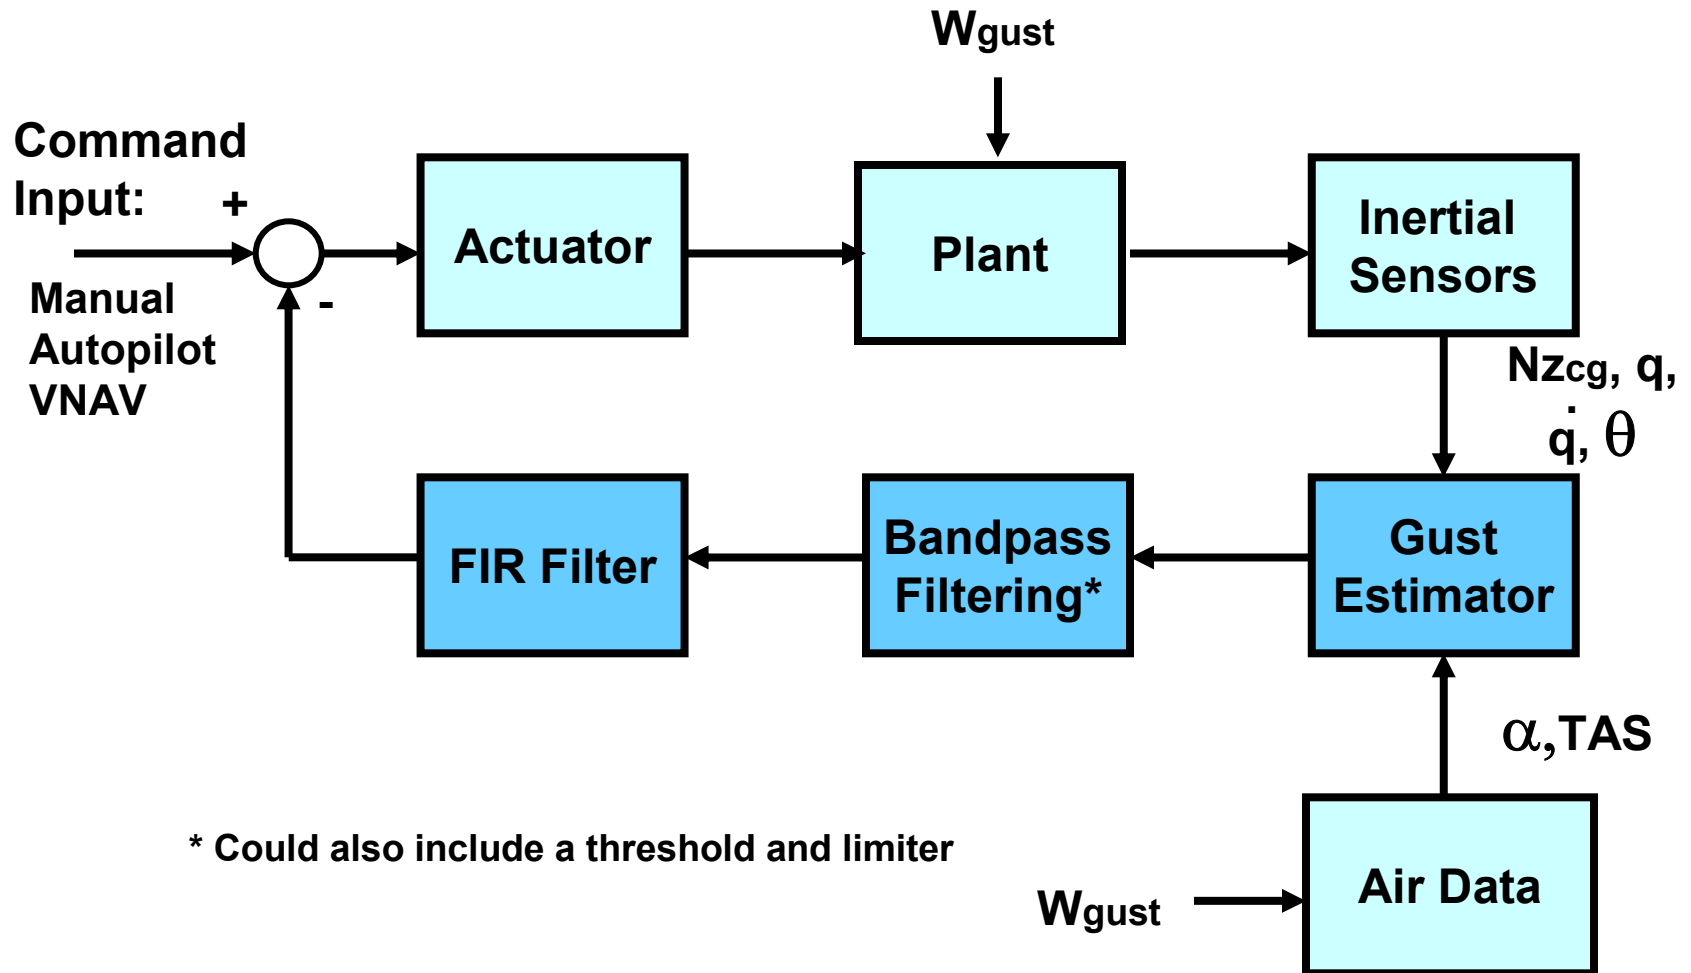 Wgust
Command
Input:
+
-
Manual
Autopilot
VNAV
Actuator
Plant
Inertial
Sensors
Nzcg, q,
q̇, θ
FIR Filter
Bandpass
Filtering*
Gust
Estimator
α,TAS
* Could also include a threshold and limiter
Wgust
Air Data